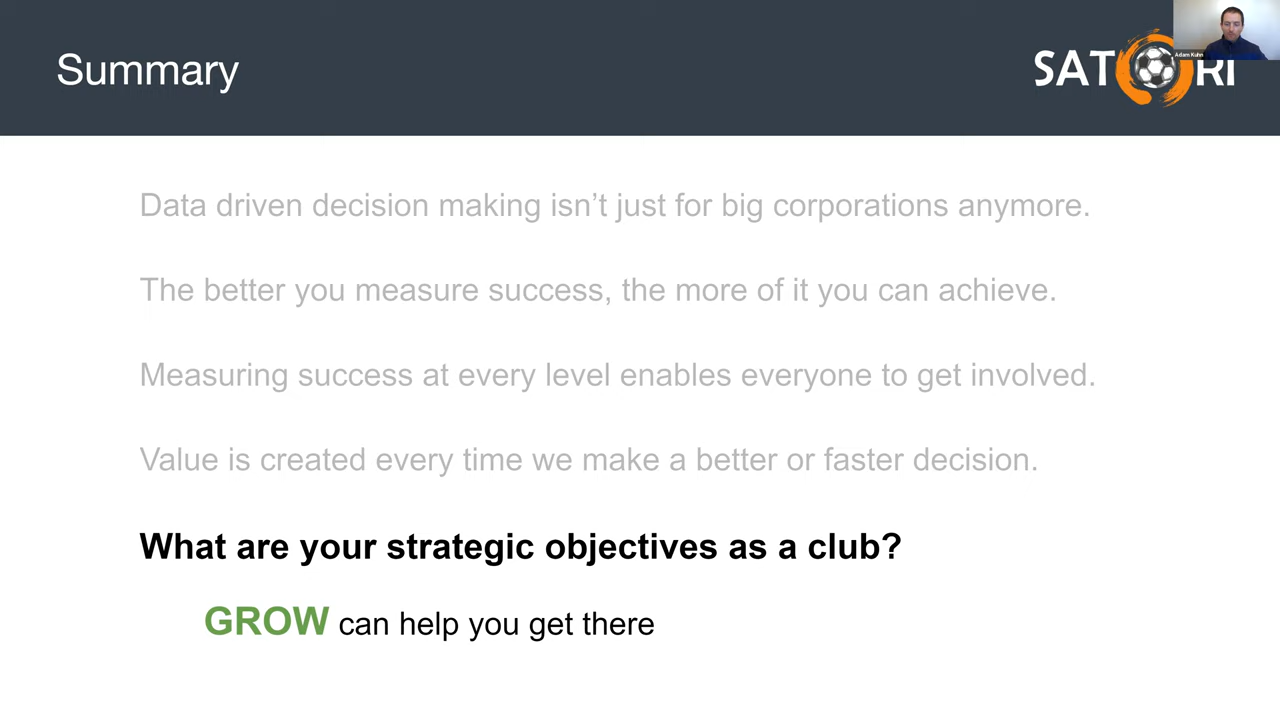 Summary
SATORI
Adam Kuhn
Data driven decision making isn’t just for big corporations anymore.
The better you measure success, the more of it you can achieve.
Measuring success at every level enables everyone to get involved.
Value is created every time we make a better or faster decision.
What are your strategic objectives as a club?
GROW can help you get there